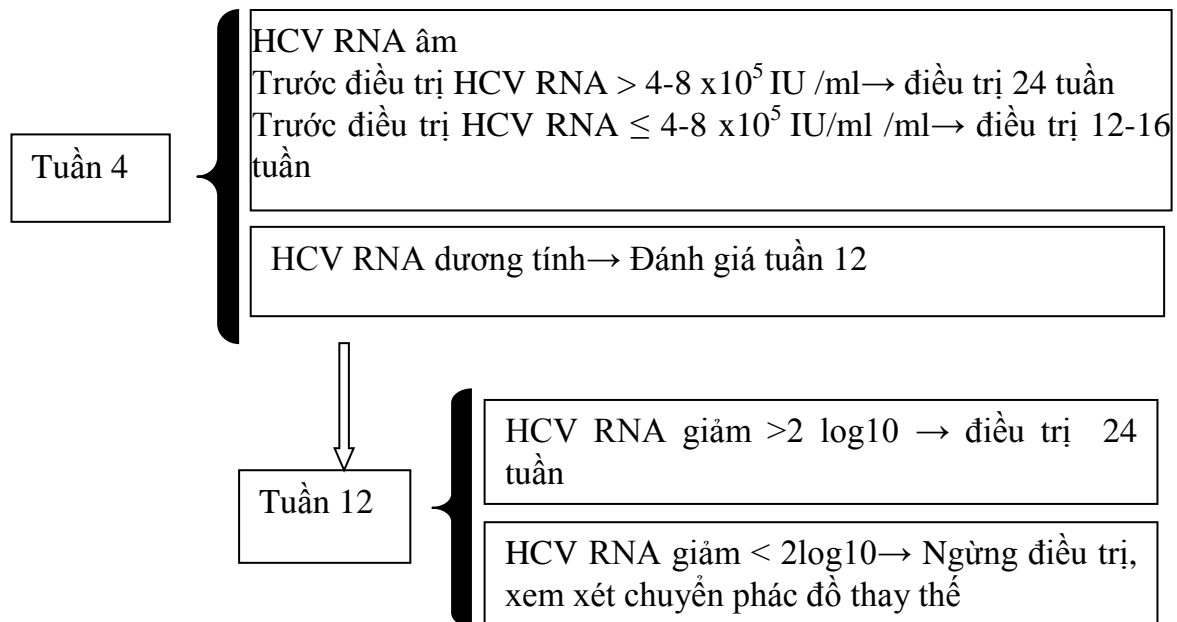 HCV RNA âm
Trước điều trị HCV RNA > 4-8 x10⁵ IU /ml→ điều trị 24 tuần
Trước điều trị HCV RNA ≤ 4-8 x10⁵ IU/ml /ml→ điều trị 12-16
tuần
Tuần 4
HCV RNA dương tính→ Đánh giá tuần 12
HCV RNA giảm >2 log10 → điều trị 24
tuần
Tuần 12
HCV RNA giảm < 2log10→ Ngừng điều trị,
xem xét chuyển phác đồ thay thế